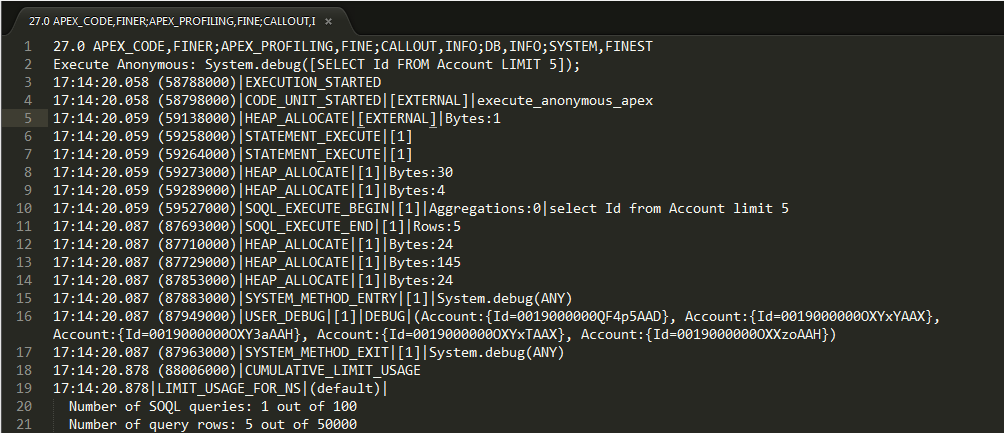 27.0 APEX_CODE,FINER;APEX_PROFILING,FINE;CALLOUT,I ×
1 27.0 APEX_CODE,FINER;APEX_PROFILING,FINE;CALLOUT,INFO;DB,INFO;SYSTEM,FINEST
2 Execute Anonymous: System.debug([SELECT Id FROM Account LIMIT 5]);
3 17:14:20.058 (58788000)|EXECUTION_STARTED
4 17:14:20.058 (58798000)|CODE_UNIT_STARTED|[EXTERNAL]|execute_anonymous_apex
5 17:14:20.059 (59138000)|HEAP_ALLOCATE|[EXTERNAL]|Bytes:1
6 17:14:20.059 (59258000)|STATEMENT_EXECUTE|[1]
7 17:14:20.059 (59264000)|STATEMENT_EXECUTE|[1]
8 17:14:20.059 (59273000)|HEAP_ALLOCATE|[1]|Bytes:30
9 17:14:20.059 (59289000)|HEAP_ALLOCATE|[1]|Bytes:4
10 17:14:20.059 (59527000)|SOQL_EXECUTE_BEGIN|[1]|Aggregations:0|select Id from Account limit 5
11 17:14:20.087 (87693000)|SOQL_EXECUTE_END|[1]|Rows:5
12 17:14:20.087 (87710000)|HEAP_ALLOCATE|[1]|Bytes:24
13 17:14:20.087 (87729000)|HEAP_ALLOCATE|[1]|Bytes:145
14 17:14:20.087 (87853000)|HEAP_ALLOCATE|[1]|Bytes:24
15 17:14:20.087 (87883000)|SYSTEM_METHOD_ENTRY|[1]|System.debug(ANY)
16 17:14:20.087 (87949000)|USER_DEBUG|[1]|DEBUG|(Account:{Id=0019000000QF4p5AAD}, Account:{Id=0019000000OXYxYAAX},
Account:{Id=0019000000OXY3aAAH}, Account:{Id=0019000000OXYxTAAX}, Account:{Id=0019000000OXXzoAAH})
17 17:14:20.087 (87963000)|SYSTEM_METHOD_EXIT|[1]|System.debug(ANY)
18 17:14:20.878 (88006000)|CUMULATIVE_LIMIT_USAGE
19 17:14:20.878|LIMIT_USAGE_FOR_NS|(default)|
20 Number of SOQL queries: 1 out of 100
21 Number of query rows: 5 out of 50000